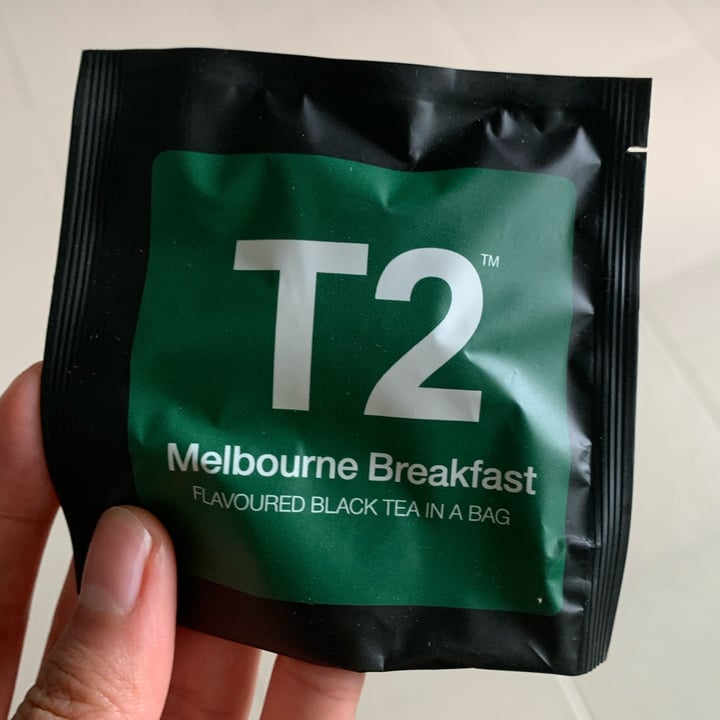 T2™
Melbourne Breakfast
FLAVOURED BLACK TEA IN A BAG